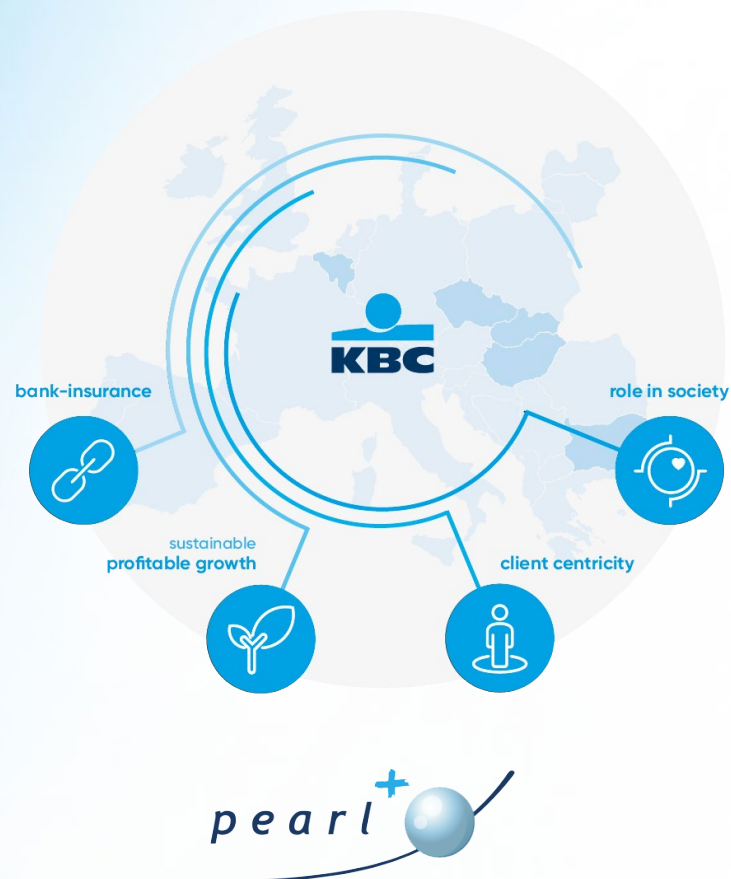 KBC
bank-insurance
role in society
sustainable
profitable growth
client centricity
pearl+